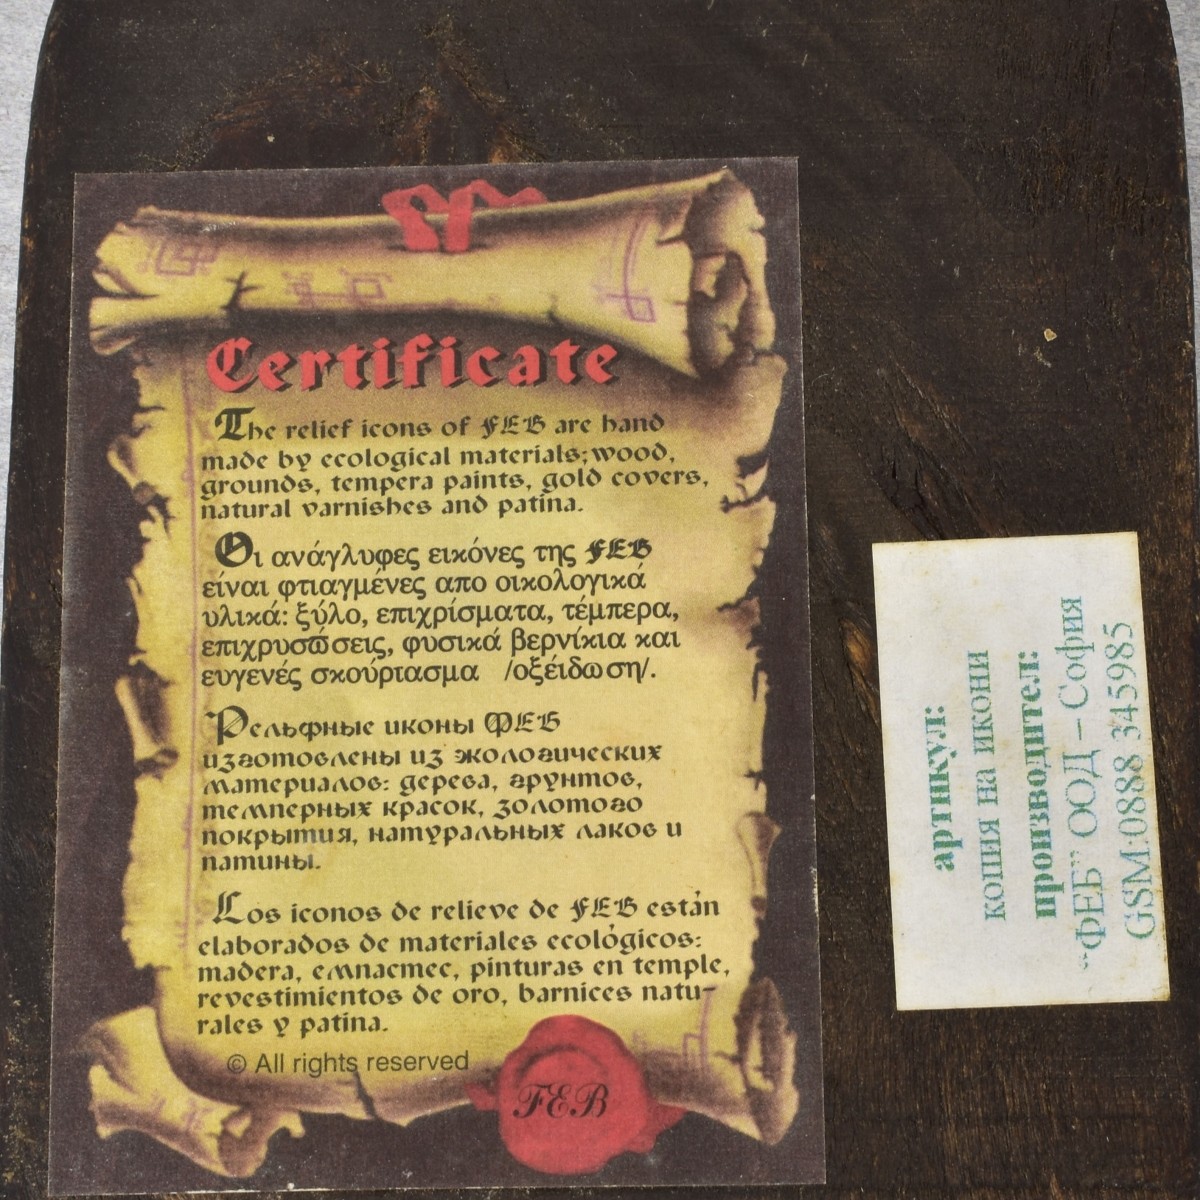 Certificate
The relief icons of FEB are hand
made by ecological materials; wood,
grounds, tempera paints, gold covers,
natural varnishes and patina.
Οι ανάγλυφες εικόνες της FEB
είναι φτιαγμένες απο οικολογικά
υλικά: ξύλο, επιχρίσματα, τέμπερα,
επιχρυσώσεις, φυσικά βερνίκια και
ευγενές σκούριασμα /οξείδωση/.
Рельфные иконы ФЕБ
изготовлены из экологических
материалов: дерева, грунтов,
темперных красок, золотого
покрытия, натуральных лаков и
патины.
Los iconos de relieve de FEB están
elaborados de materiales ecológicos:
madera, емпастес, pinturas en temple,
revestimientos de oro, barnices natu-
rales y patina.
© All rights reserved
FEB
артикул:
копия на икони
производител:
“ФЕБ” ООД – София
GSM:0888 345985